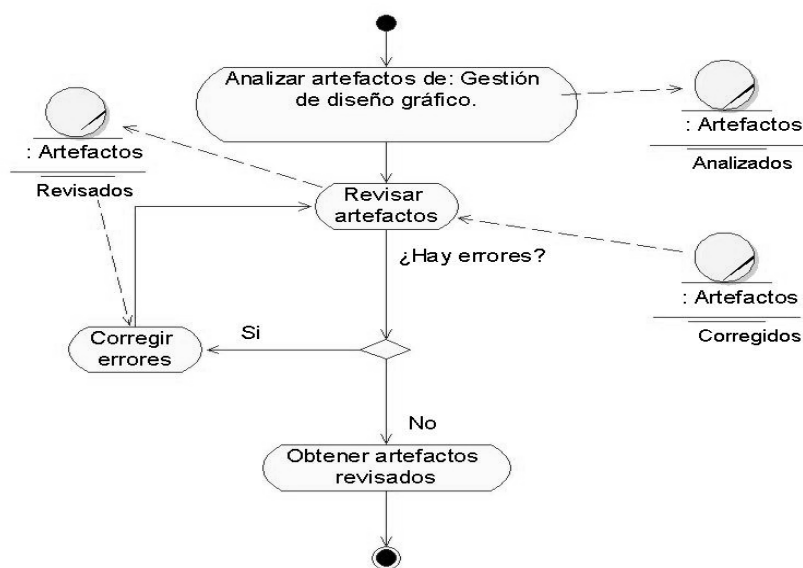 Analizar artefactos de: Gestión
de diseño gráfico.
: Artefactos
Analizados
: Artefactos
Revisados
Revisar
artefactos
¿Hay errores?
: Artefactos
Corregidos
Si
Corregir
errores
No
Obtener artefactos
revisados